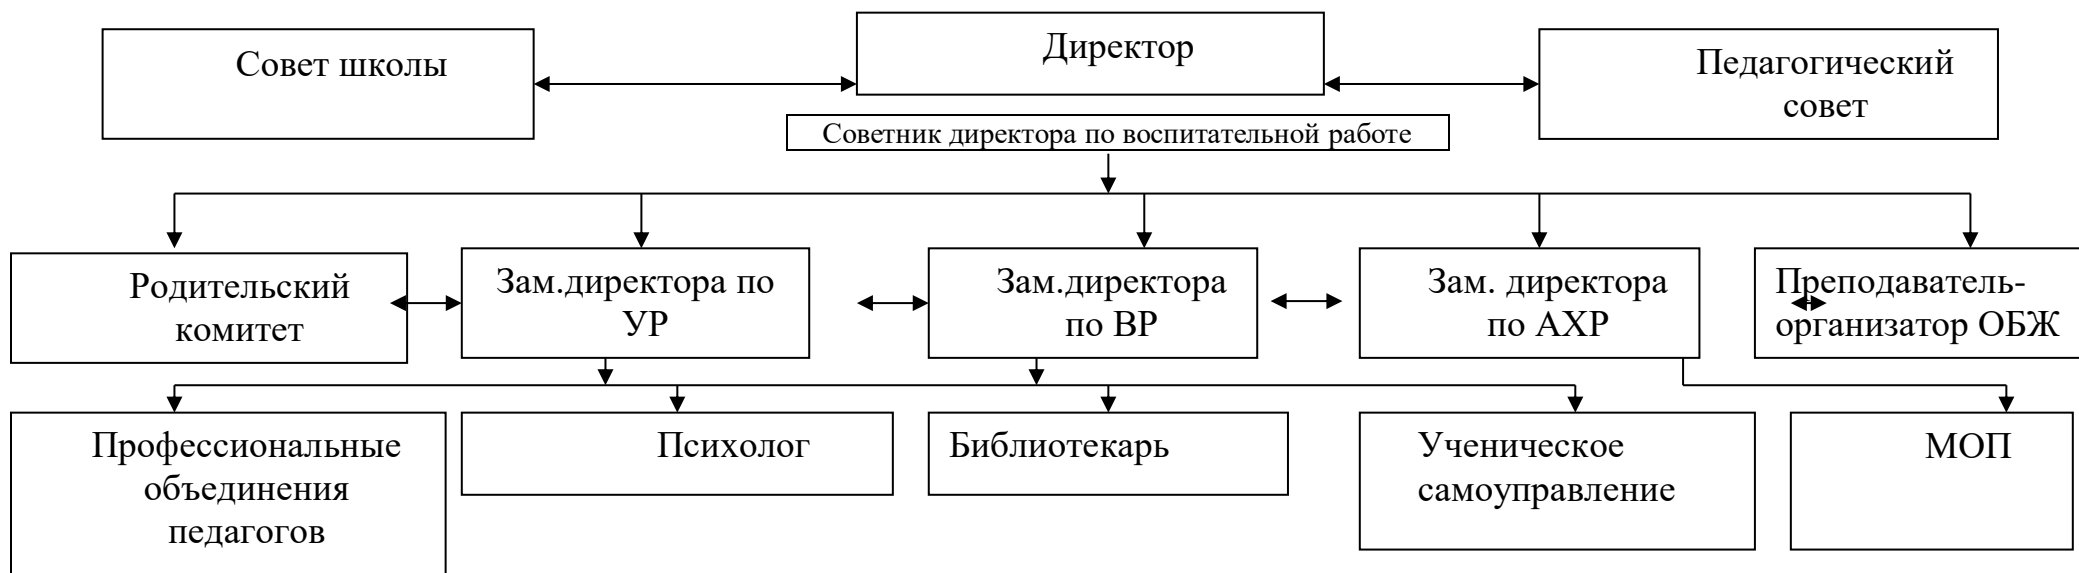 Совет школы
Директор
Педагогический
совет
Советник директора по воспитательной работе
Родительский
комитет
Зам.директора по
УР
Зам.директора
по ВР
Зам. директора
по АХР
Преподаватель-
организатор ОБЖ
Профессиональные
объединения
педагогов
Психолог
Библиотекарь
Ученическое
самоуправление
МОП